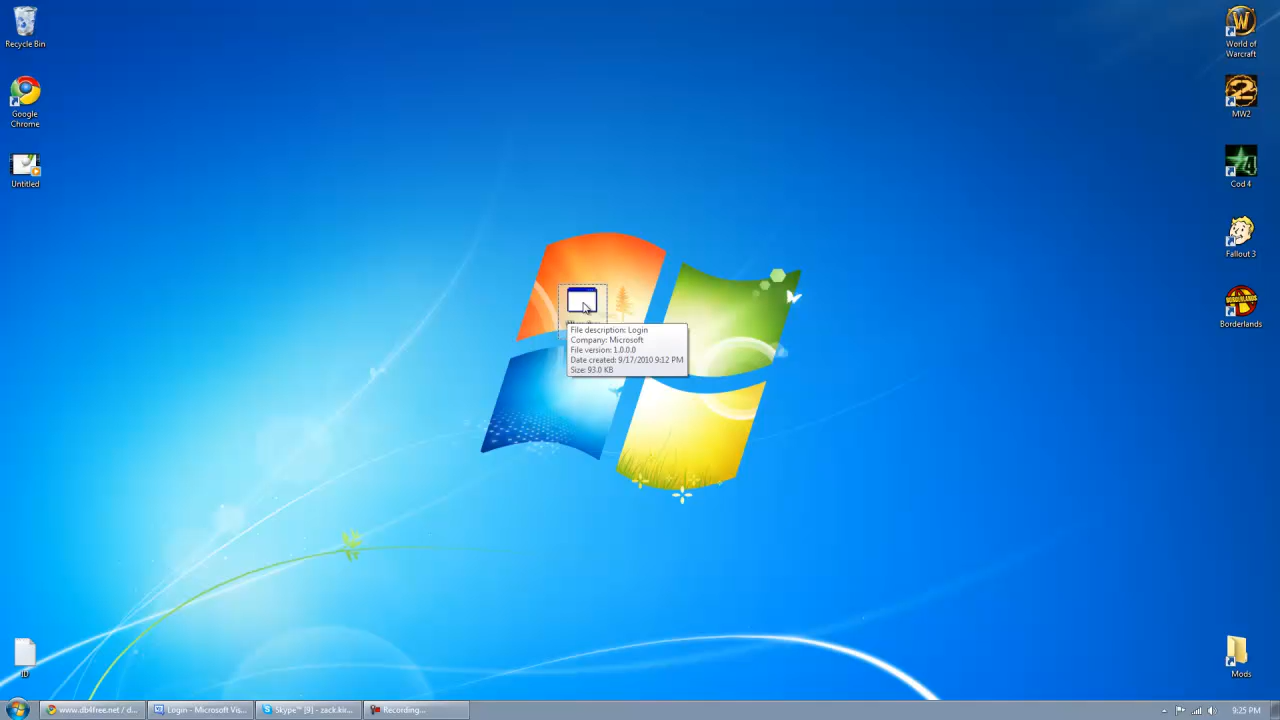 Recycle Bin
Google
Chrome
Untitled
World of
Warcraft
MW2
Cod 4
Fallout 3
Borderlands
File description: Login
Company: Microsoft
File version: 1.0.0.0
Date created: 9/17/2010 9:12 PM
Size: 93.0 KB
ID
Mods
www.db4free.net / d...
Login - Microsoft Vis...
Skype™ [9] - zack.kir...
Recording...
9:25 PM